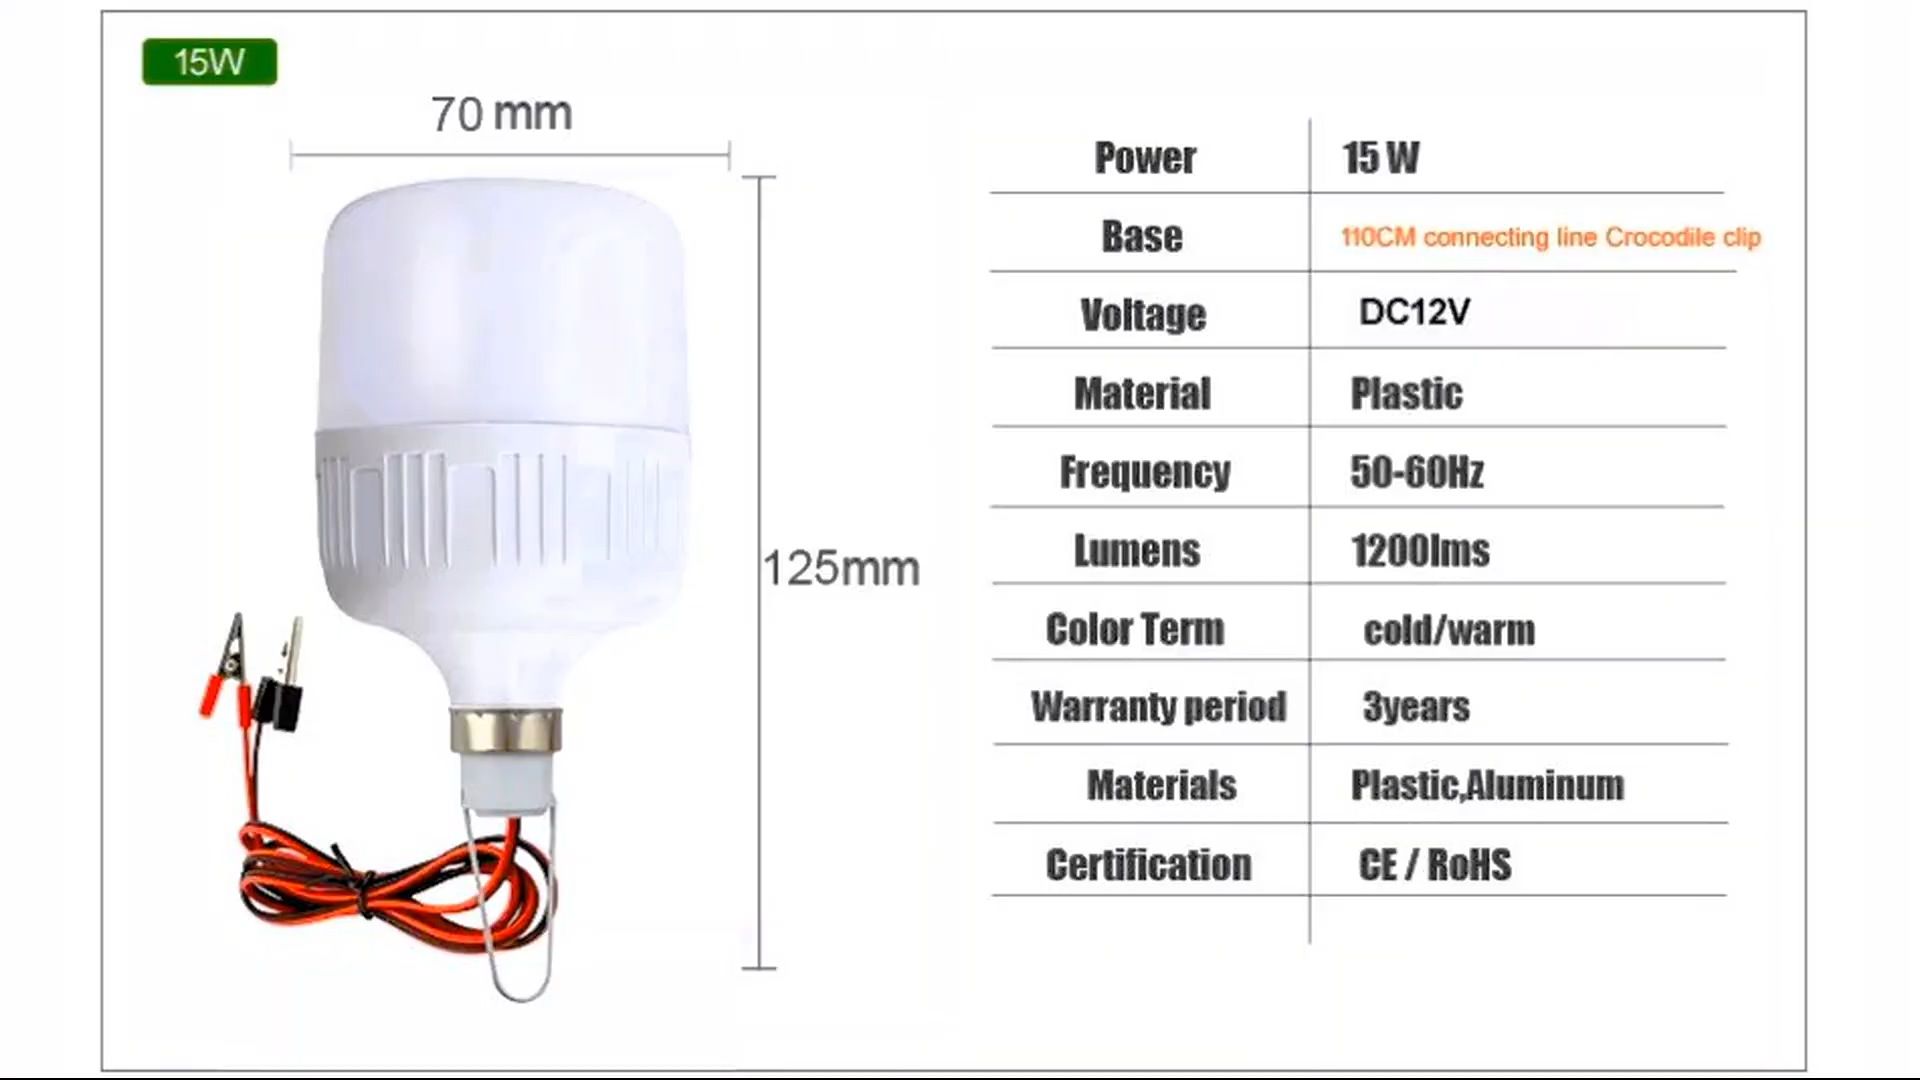 15W
70 mm
125mm
Power 15 W
Base 110CM connecting line Crocodile clip
Voltage DC12V
Material Plastic
Frequency 50-60Hz
Lumens 1200lms
Color Term cold/warm
Warranty period 3years
Materials Plastic,Aluminum
Certification CE / RoHS